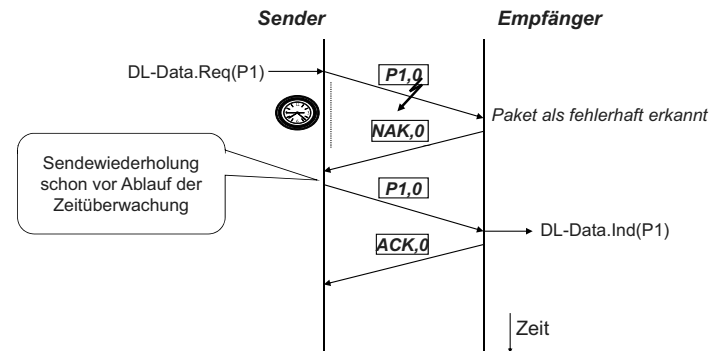 Sender Empfänger
DL-Data.Req(P1)
P1,0
Paket als fehlerhaft erkannt
NAK,0
Sendewiederholung
schon vor Ablauf der
Zeitüberwachung
P1,0
DL-Data.Ind(P1)
ACK,0
Zeit